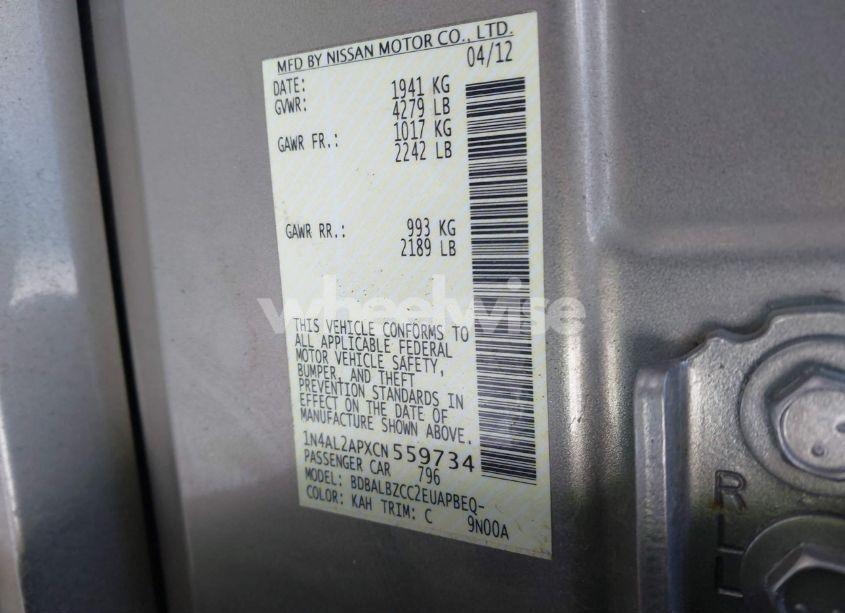 MFD BY NISSAN MOTOR CO., LTD.
DATE: 04/12
GVWR: 1941 KG
4279 LB
GAWR FR.: 1017 KG
2242 LB
GAWR RR.: 993 KG
2189 LB
wheelwise
THIS VEHICLE CONFORMS TO
ALL APPLICABLE FEDERAL
MOTOR VEHICLE SAFETY,
BUMPER, AND THEFT
PREVENTION STANDARDS IN
EFFECT ON THE DATE OF
MANUFACTURE SHOWN ABOVE.
1N4AL2APXCN 559734
PASSENGER CAR 796
MODEL: BDBALBZCC2EUAPBEQ-
COLOR: KAH TRIM: C 9N00A
R
L
L